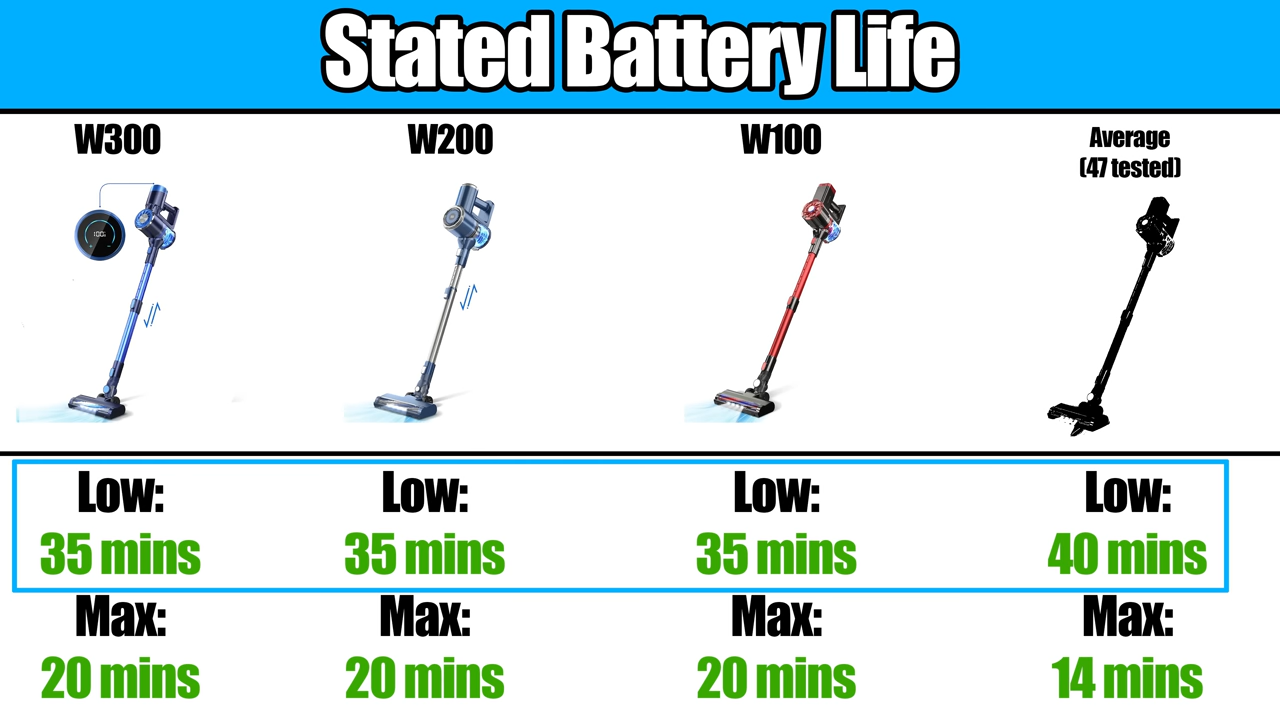 Stated Battery Life
W300
W200
W100
Average
(47 tested)
100%
Low:
35 mins
Low:
35 mins
Low:
35 mins
Low:
40 mins
Max:
20 mins
Max:
20 mins
Max:
20 mins
Max:
14 mins